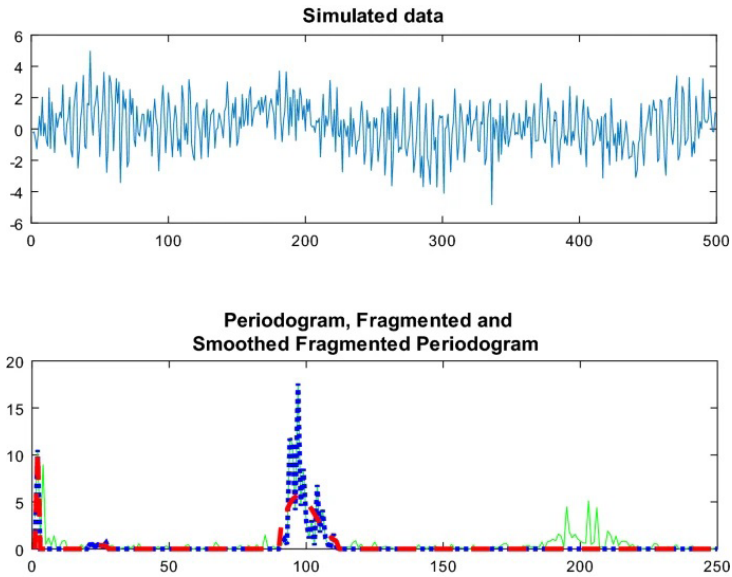 Simulated data
6
4
2
0
-2
-4
-6
0 100 200 300 400 500
Periodogram, Fragmented and
Smoothed Fragmented Periodogram
20
15
10
5
0
0 50 100 150 200 250